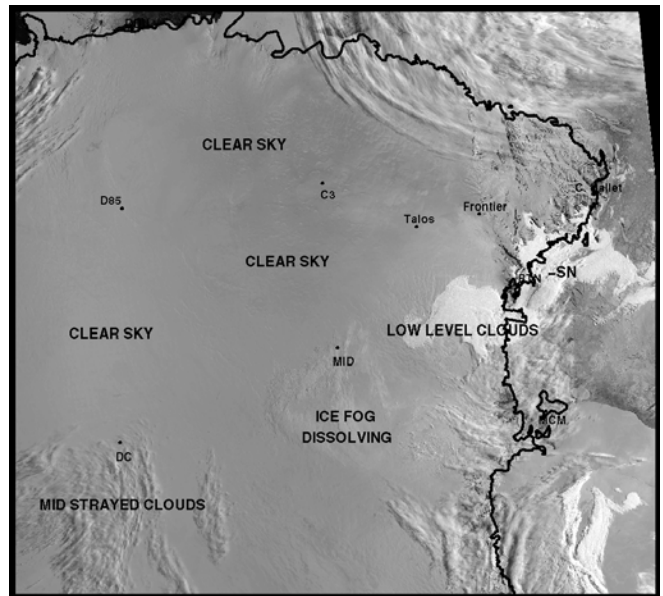 CLEAR SKY
C3
C.
D85
Frontier
Talos
CLEAR SKY
-SN
CLEAR SKY
LOW LEVEL CLOUDS
MID
ICE FOG
DISSOLVING
MCM
DC
MID STRAYED CLOUDS